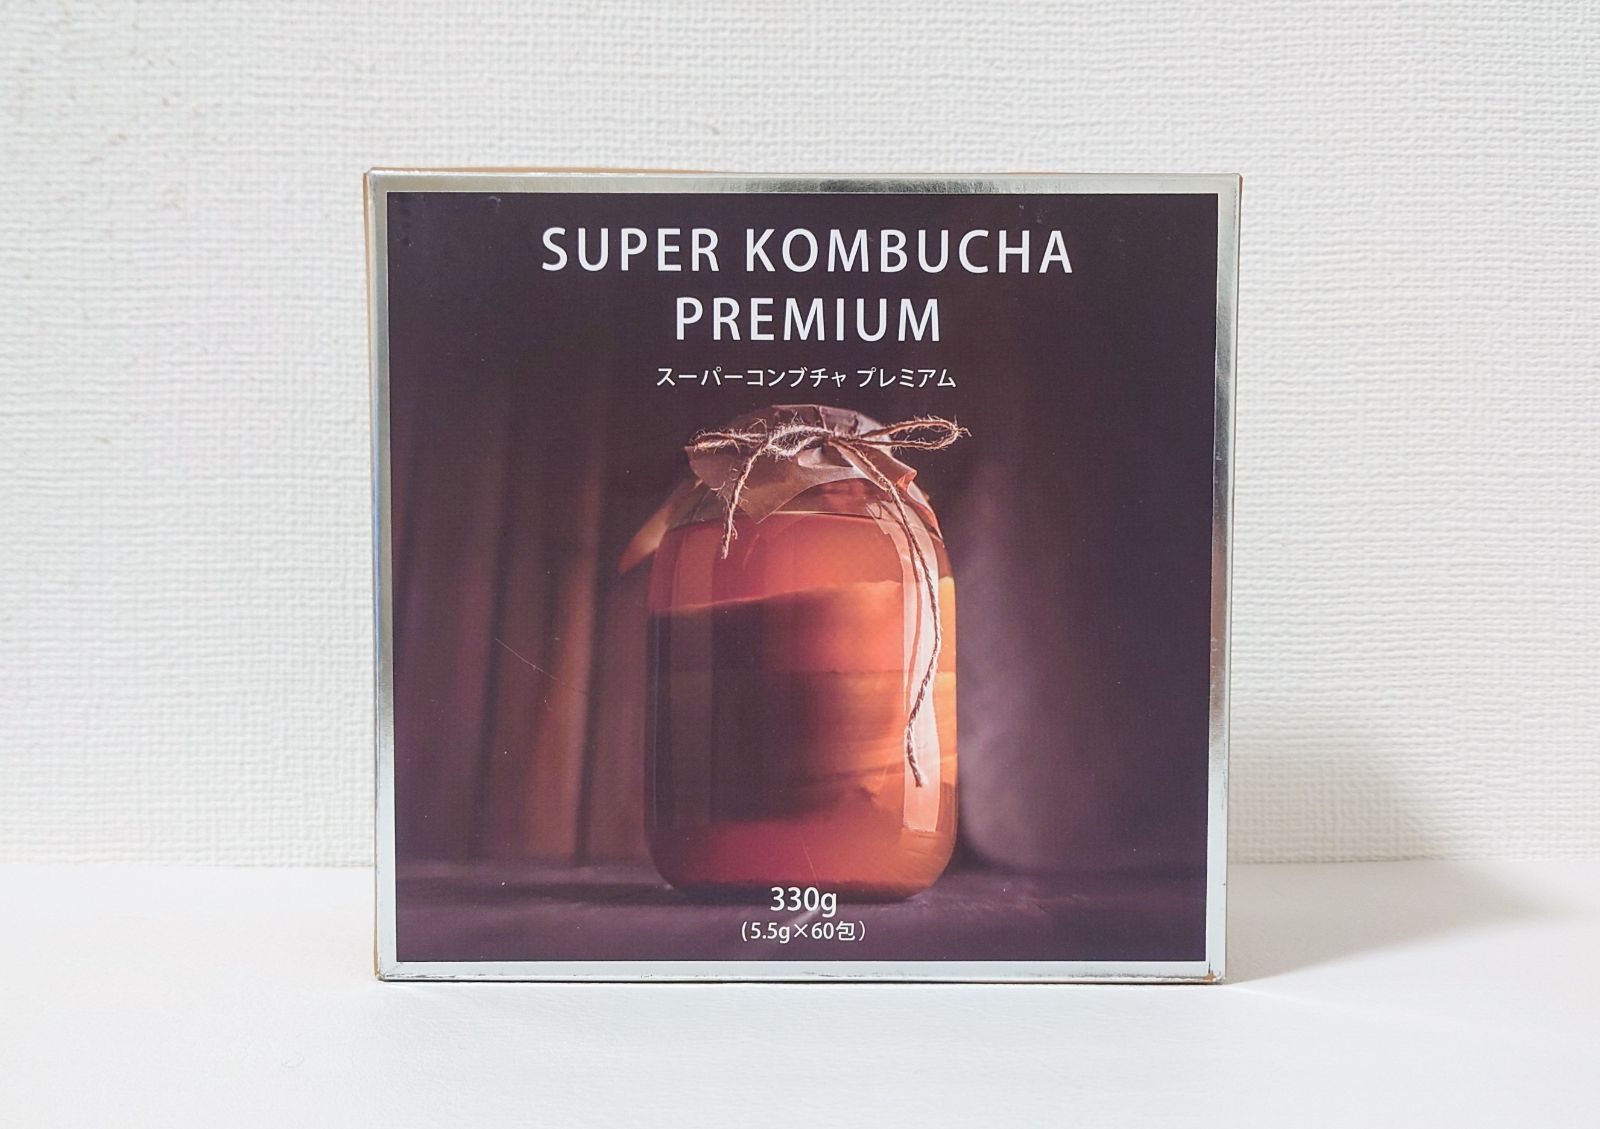 SUPER KOMBUCHA
PREMIUM
スーパーコンブチャ プレミアム
330g
(5.5g×60包)